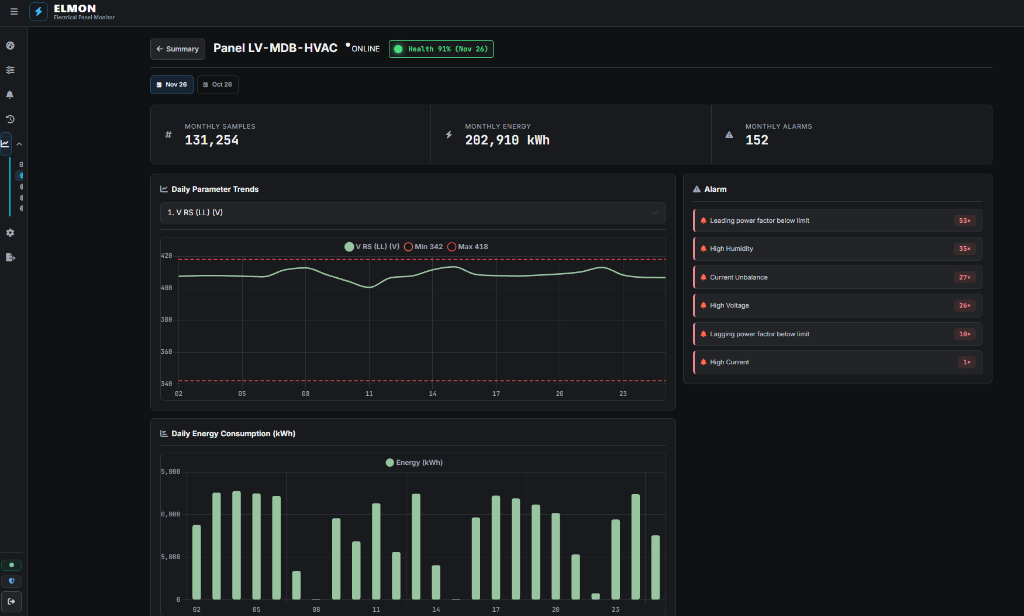 ELMON
Electrical Panel Monitor
Summary
Panel LV-MDB-HVAC
ONLINE
Health 91% (Nov 26)
Nov 26
Oct 26
MONTHLY SAMPLES
131,254
MONTHLY ENERGY
202,910 kWh
MONTHLY ALARMS
152
Daily Parameter Trends
1. V RS (LL) (V)
V RS (LL) (V) Min 342 Max 418
420
400
380
360
340
02 05 08 11 14 17 20 23
Alarm
Leading power factor below limit 53×
High Humidity 35×
Current Unbalance 27×
High Voltage 26×
Lagging power factor below limit 10×
High Current 1×
Daily Energy Consumption (kWh)
Energy (kWh)
5,000
0,000
5,000
0
02 05 08 11 14 17 20 23